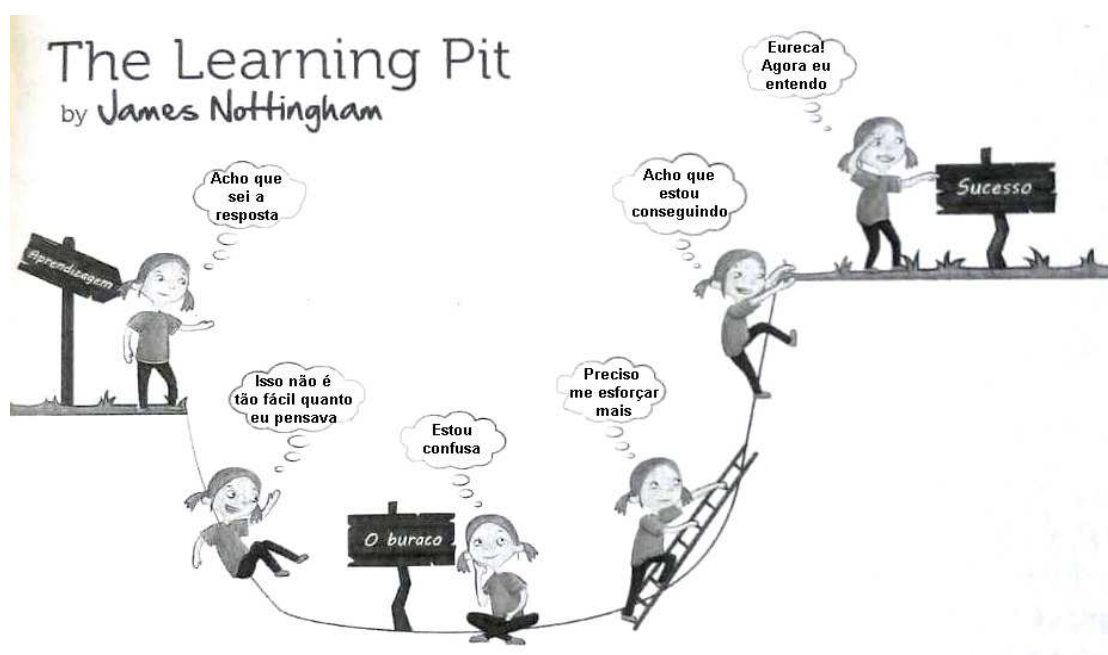 The Learning Pit
by James Nottingham
Aprendizagem
Acho que
sei a
resposta
Isso não é
tão fácil quanto
eu pensava
O buraco
Estou
confusa
Preciso
me esforçar
mais
Acho que
estou
conseguindo
Eureca!
Agora eu
entendo
Sucesso